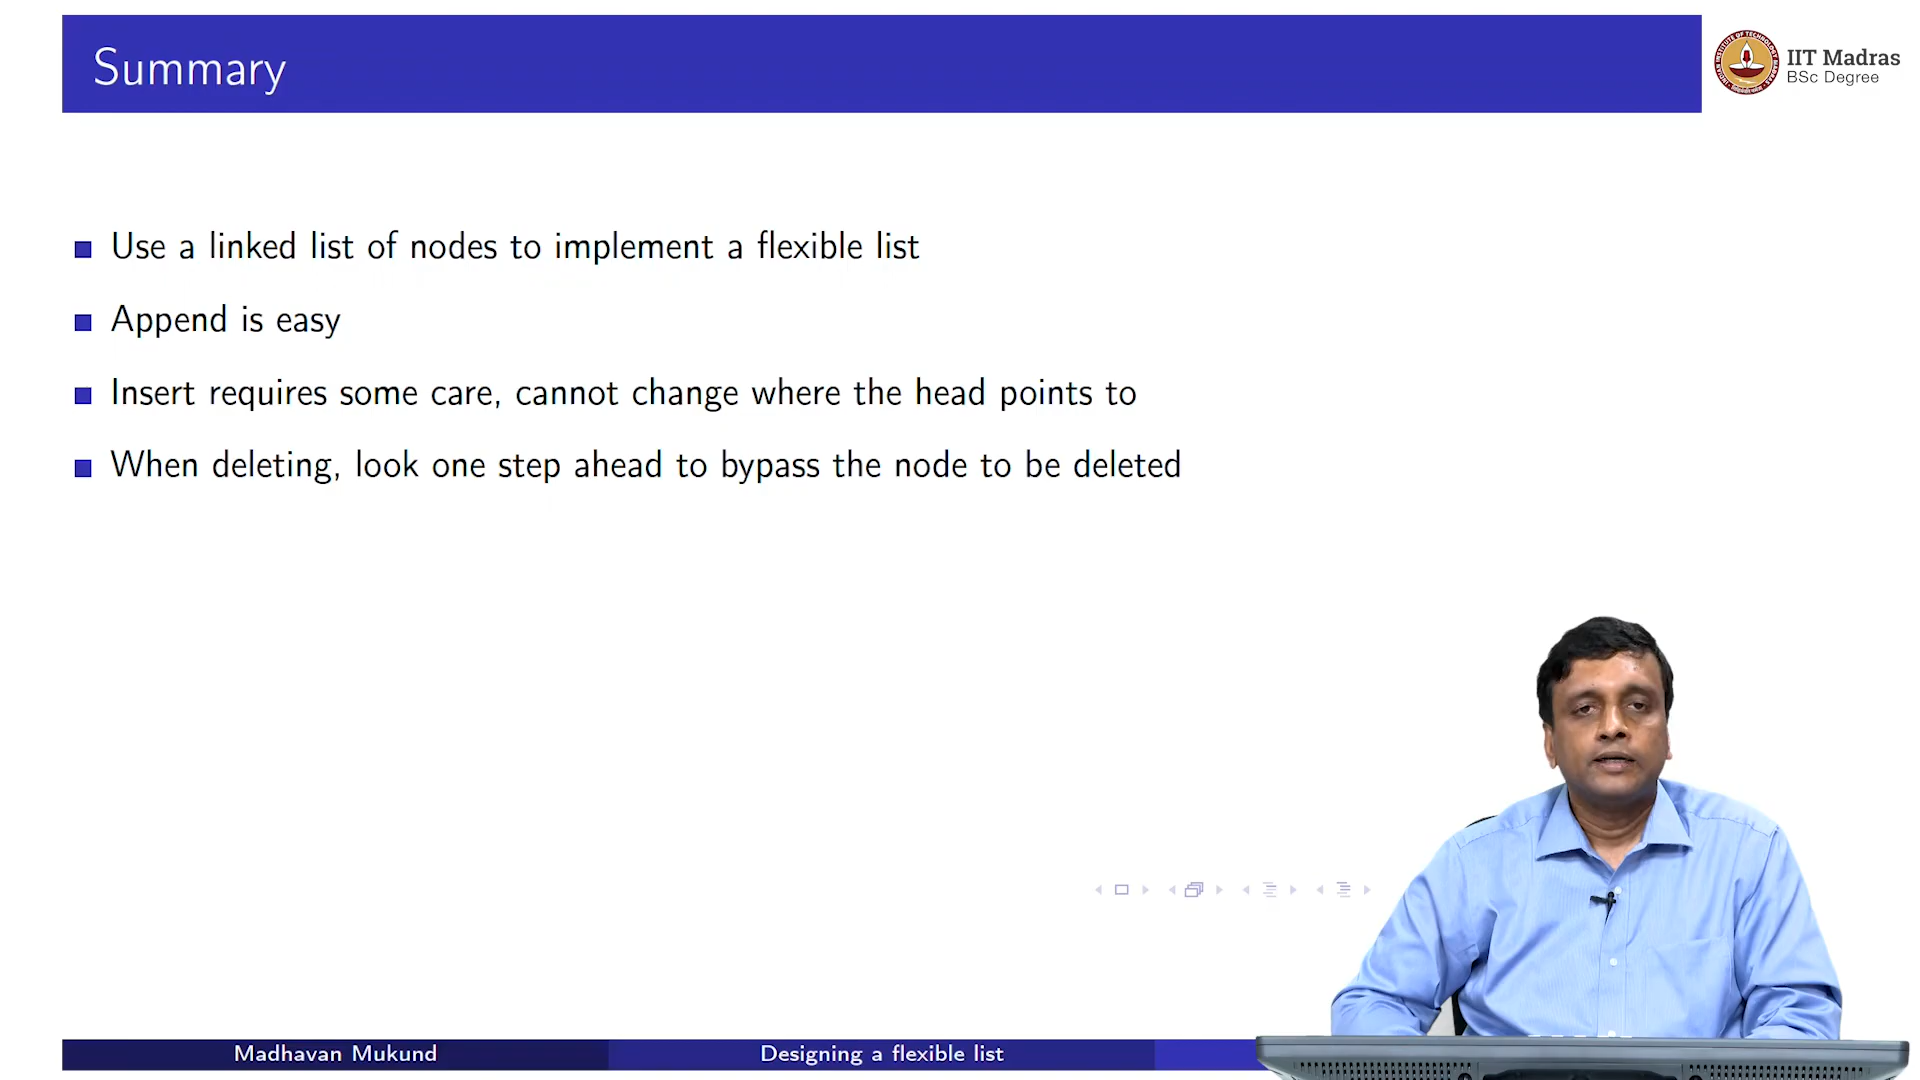 Summary
IIT Madras
BSc Degree
Use a linked list of nodes to implement a flexible list
Append is easy
Insert requires some care, cannot change where the head points to
When deleting, look one step ahead to bypass the node to be deleted
Madhavan Mukund
Designing a flexible list